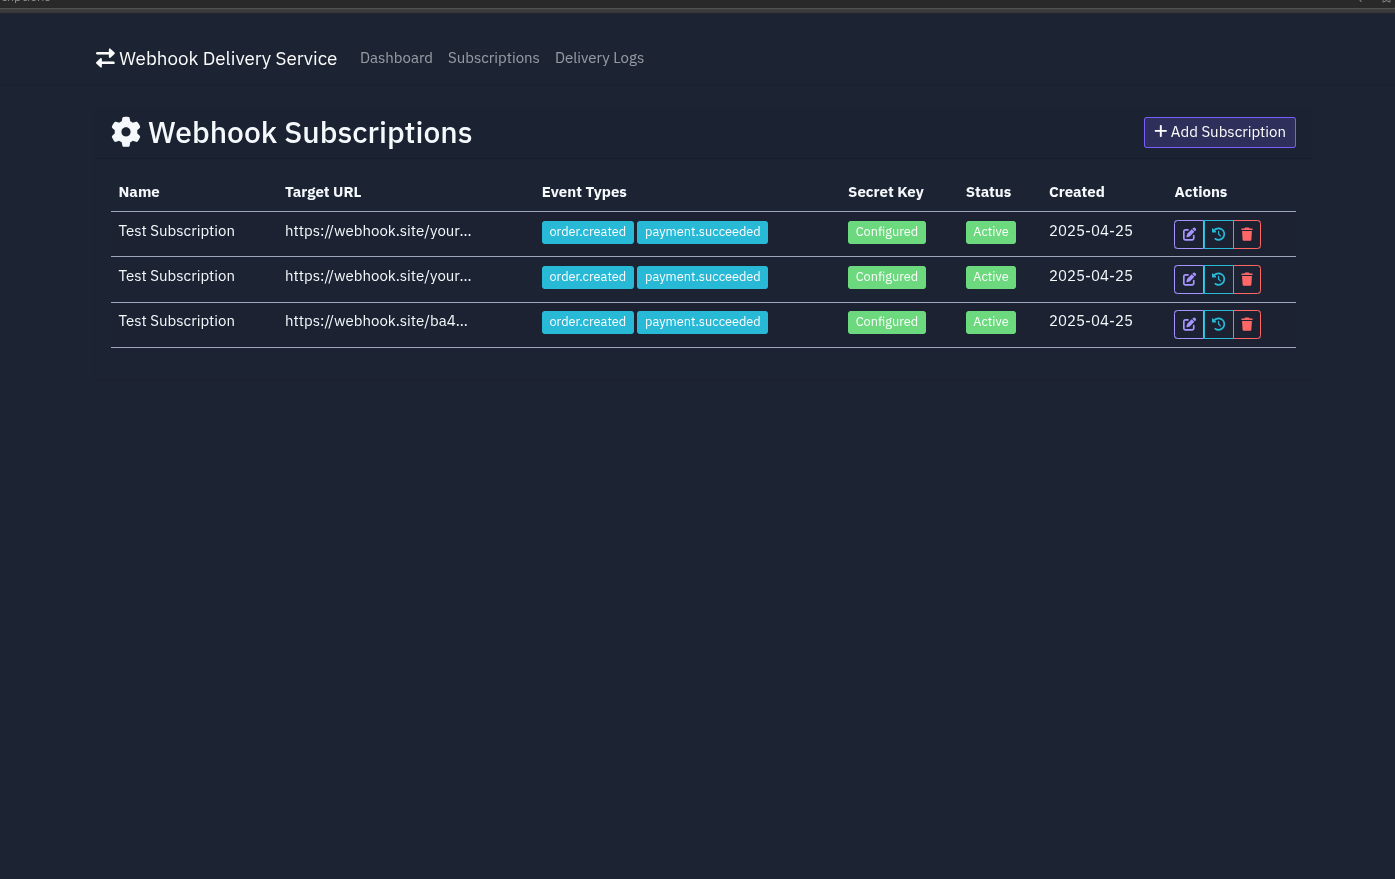 Webhook Delivery Service Dashboard Subscriptions Delivery Logs
Webhook Subscriptions + Add Subscription
Name Target URL Event Types Secret Key Status Created Actions
Test Subscription https://webhook.site/your... order.created payment.succeeded Configured Active 2025-04-25
Test Subscription https://webhook.site/your... order.created payment.succeeded Configured Active 2025-04-25
Test Subscription https://webhook.site/ba4... order.created payment.succeeded Configured Active 2025-04-25